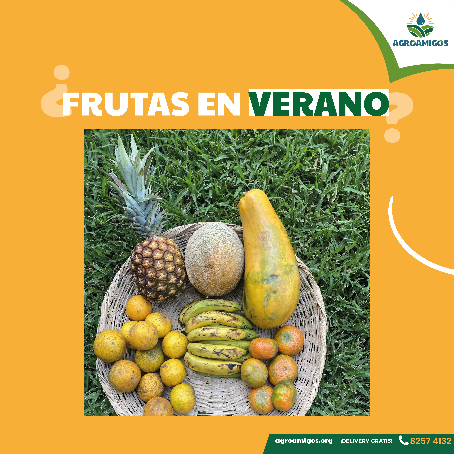 AGROAMIGOS
¿FRUTAS EN VERANO?
agroamigos.org ¡DELIVERY GRATIS! 8257 4132